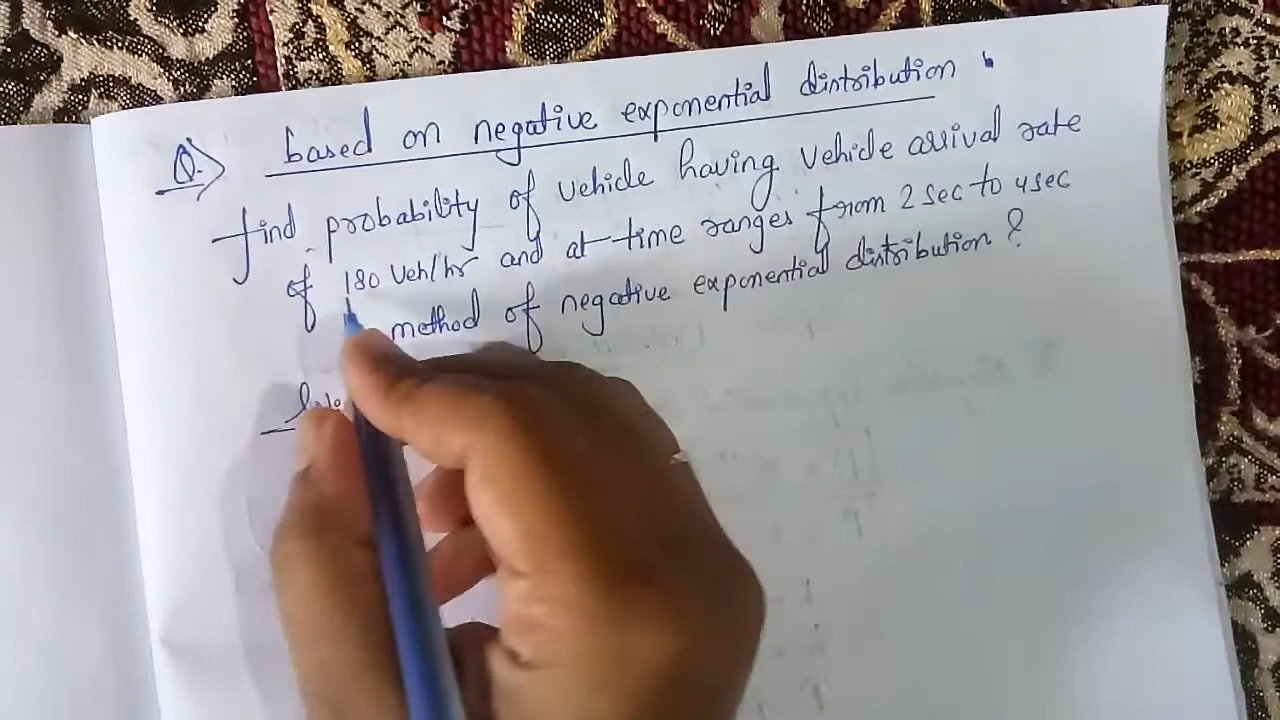 Q.> based on negative exponential distribution
find probability of vehicle having vehicle arrival rate
of 180 Veh/hr and at time ranges from 2 sec to 4 sec
method of negative exponential distribution ?